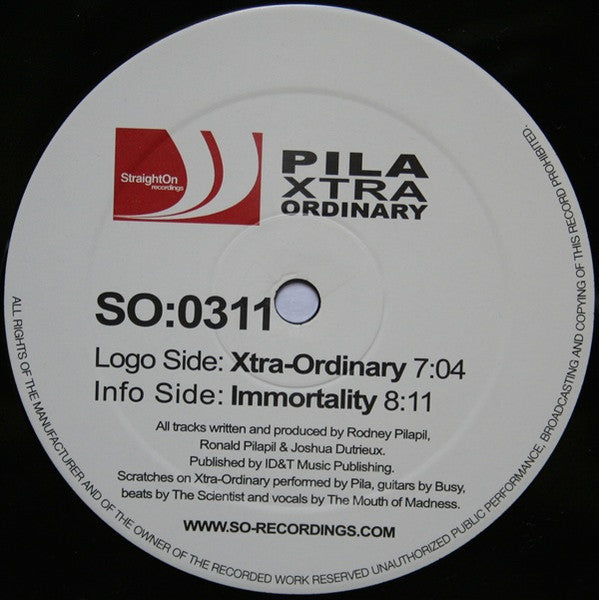 StraightOn
recordings
PILA
XTRA
ORDINARY
SO:0311
Logo Side: Xtra-Ordinary 7:04
Info Side: Immortality 8:11
All tracks written and produced by Rodney Pilapil,
Ronald Pilapil & Joshua Dutrieux.
Published by ID&T Music Publishing.
Scratches on Xtra-Ordinary performed by Pila, guitars by Busy,
beats by The Scientist and vocals by The Mouth of Madness.
WWW.SO-RECORDINGS.COM
ALL RIGHTS OF THE MANUFACTURER AND OF THE OWNER OF THE RECORDED WORK RESERVED UNAUTHORIZED PUBLIC PERFORMANCE, BROADCASTING AND COPYING OF THIS RECORD PROHIBITED.